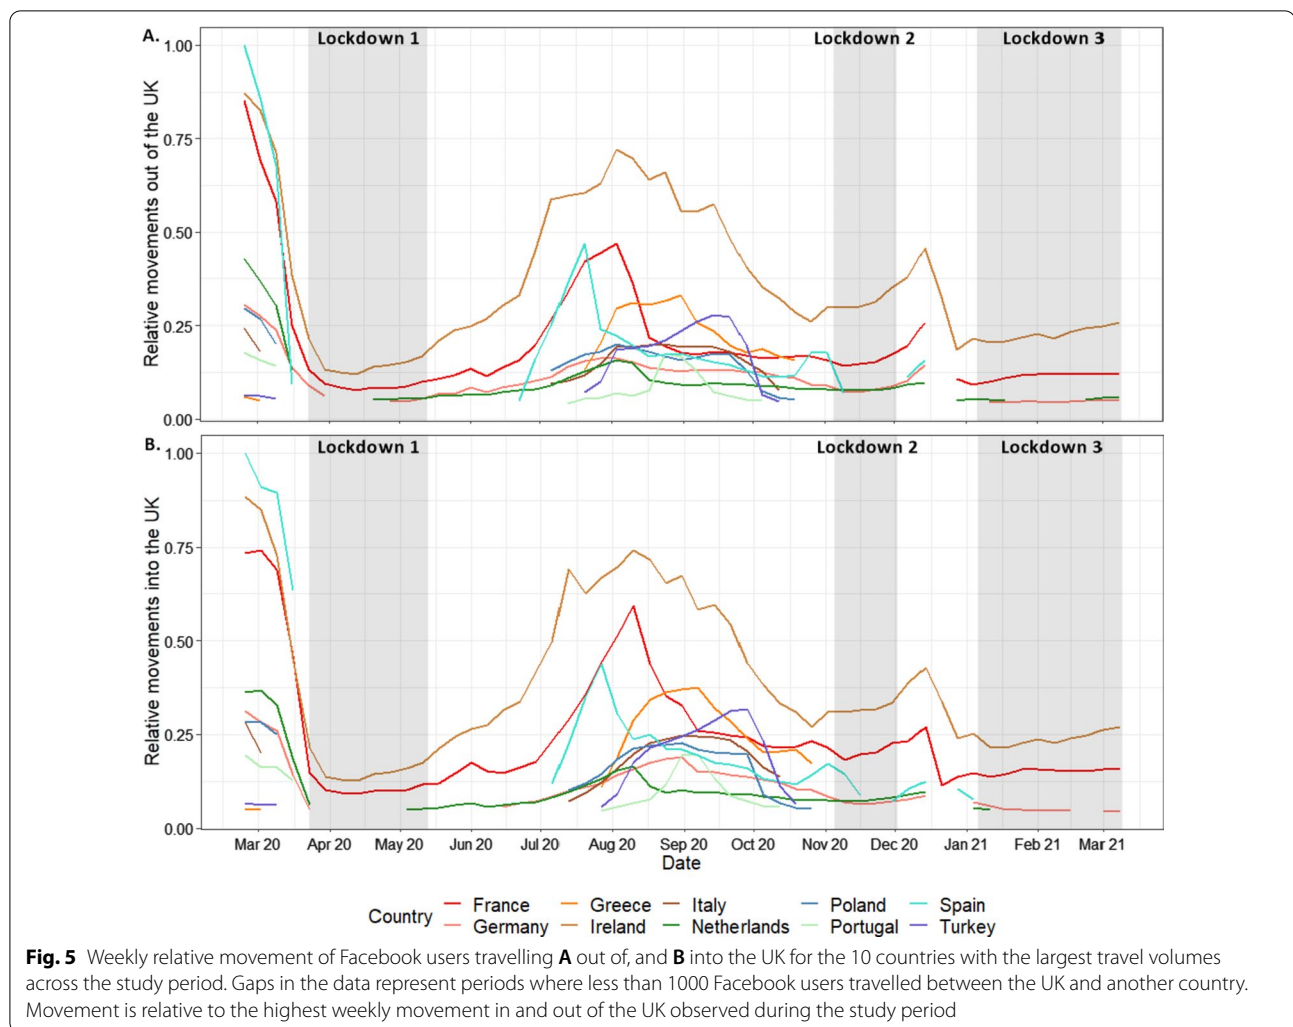 A.
Lockdown 1
Lockdown 2
Lockdown 3
Relative movements out of the UK
1.00
0.75
0.50
0.25
0.00
B.
Lockdown 1
Lockdown 2
Lockdown 3
Relative movements into the UK
1.00
0.75
0.50
0.25
0.00
Mar 20 Apr 20 May 20 Jun 20 Jul 20 Aug 20 Sep 20 Oct 20 Nov 20 Dec 20 Jan 21 Feb 21 Mar 21
Date
Country
France Greece Italy Poland Spain
Germany Ireland Netherlands Portugal Turkey
Fig. 5 Weekly relative movement of Facebook users travelling A out of, and B into the UK for the 10 countries with the largest travel volumes
across the study period. Gaps in the data represent periods where less than 1000 Facebook users travelled between the UK and another country.
Movement is relative to the highest weekly movement in and out of the UK observed during the study period